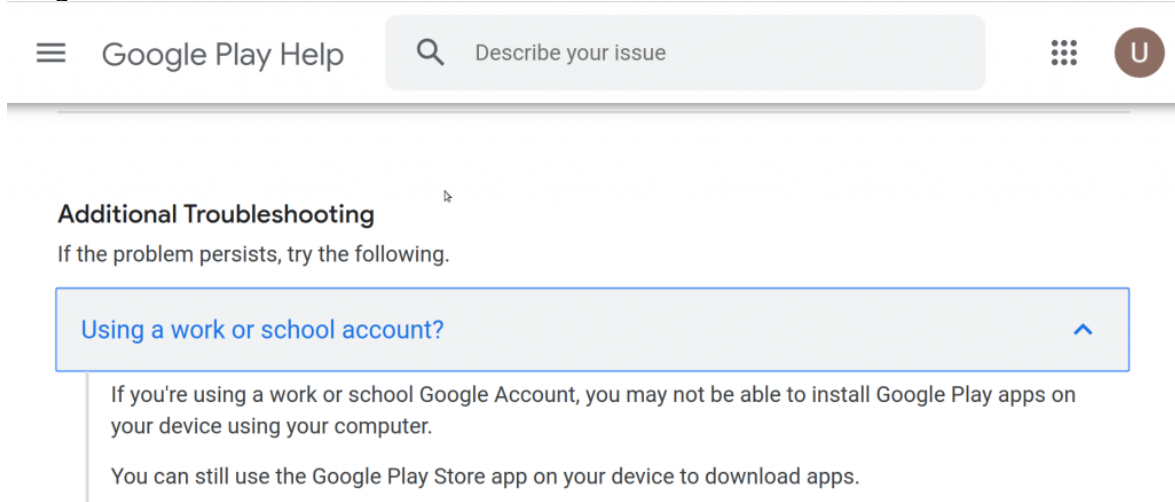 Google Play Help
Describe your issue
U
Additional Troubleshooting
If the problem persists, try the following.
Using a work or school account?
If you're using a work or school Google Account, you may not be able to install Google Play apps on
your device using your computer.
You can still use the Google Play Store app on your device to download apps.